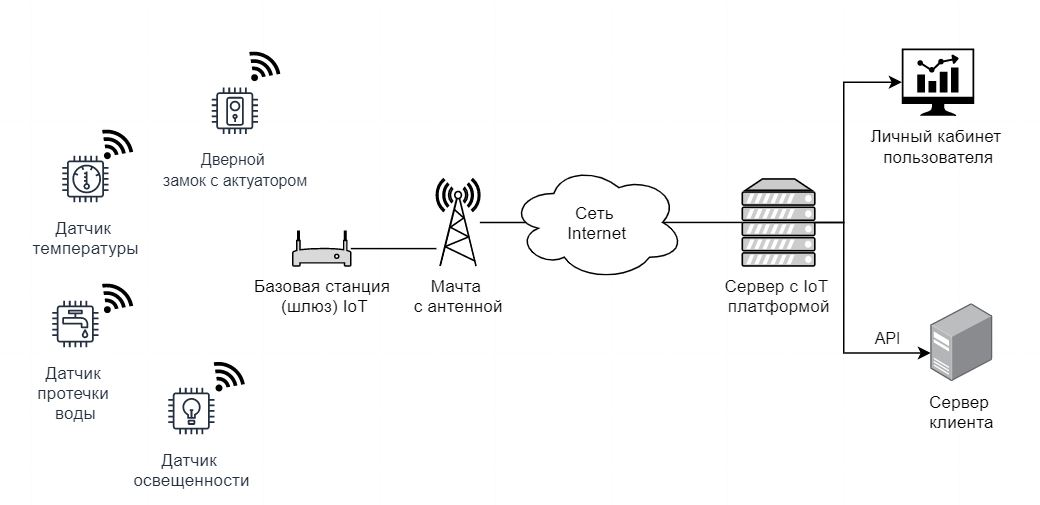 Дверной
замок с актуатором
Датчик
температуры
Датчик
протечки
воды
Датчик
освещенности
Базовая станция
(шлюз) IoT
Мачта
с антенной
Сеть
Internet
Сервер с IoT
платформой
Личный кабинет
пользователя
API
Сервер
клиента